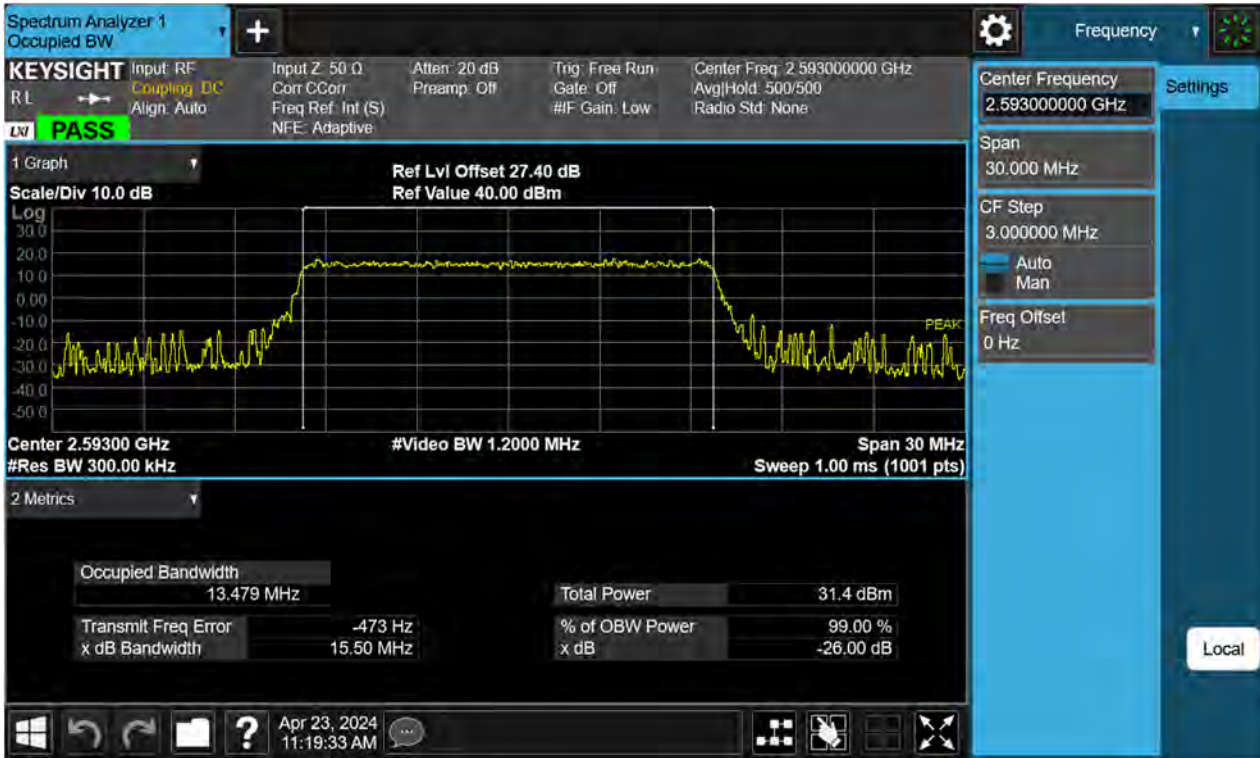 Spectrum Analyzer 1
Occupied BW
+
Frequency
KEYSIGHT
RL
LXI
PASS
Input: RF
Coupling: DC
Align: Auto
Input Z: 50 Ω
Corr CCorr
Freq Ref: Int (S)
NFE: Adaptive
Atten: 20 dB
Preamp: Off
Trig: Free Run
Gate: Off
#IF Gain: Low
Center Freq: 2.593000000 GHz
Avg|Hold: 500/500
Radio Std: None
1 Graph
Scale/Div 10.0 dB
Ref Lvl Offset 27.40 dB
Ref Value 40.00 dBm
Log
30.0
20.0
10.0
0.00
-10.0
-20.0
-30.0
-40.0
-50.0
PEAK
Center 2.59300 GHz
#Video BW 1.2000 MHz
Span 30 MHz
#Res BW 300.00 kHz
Sweep 1.00 ms (1001 pts)
2 Metrics
Occupied Bandwidth
13.479 MHz
Total Power 31.4 dBm
Transmit Freq Error -473 Hz
% of OBW Power 99.00 %
x dB Bandwidth 15.50 MHz
x dB -26.00 dB
?
Apr 23, 2024
11:19:33 AM
Center Frequency
2.593000000 GHz
Settings
Span
30.000 MHz
CF Step
3.000000 MHz
Auto
Man
Freq Offset
0 Hz
Local